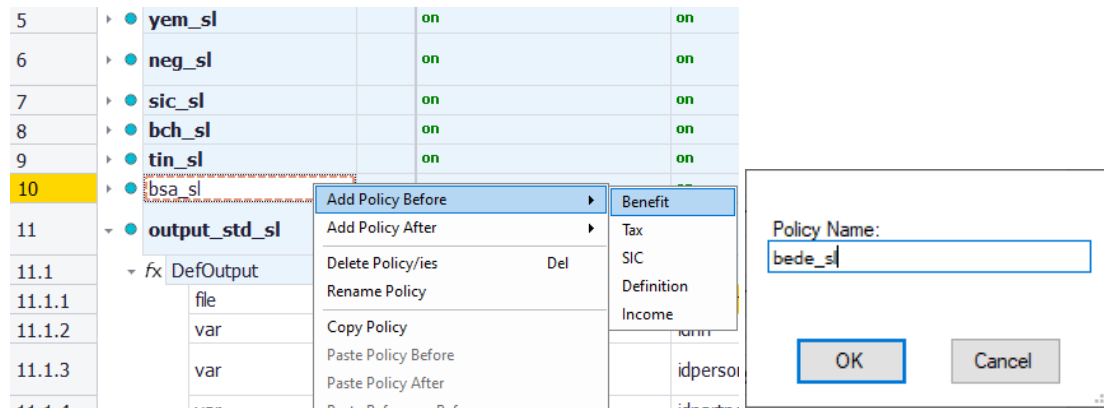 5 yem_sl on on
6 neg_sl on on
7 sic_sl on on
8 bch_sl on on
9 tin_sl on on
10 bsa_sl
Add Policy Before
Benefit
11 output_std_sl
Add Policy After
Tax
Delete Policy/ies Del
SIC
11.1 fx DefOutput
Rename Policy
Definition
11.1.1 file
Income
11.1.2 var
Copy Policy
Paste Policy Before
11.1.3 var
idperson
Paste Policy After
Policy Name:
bede_sl
OK Cancel